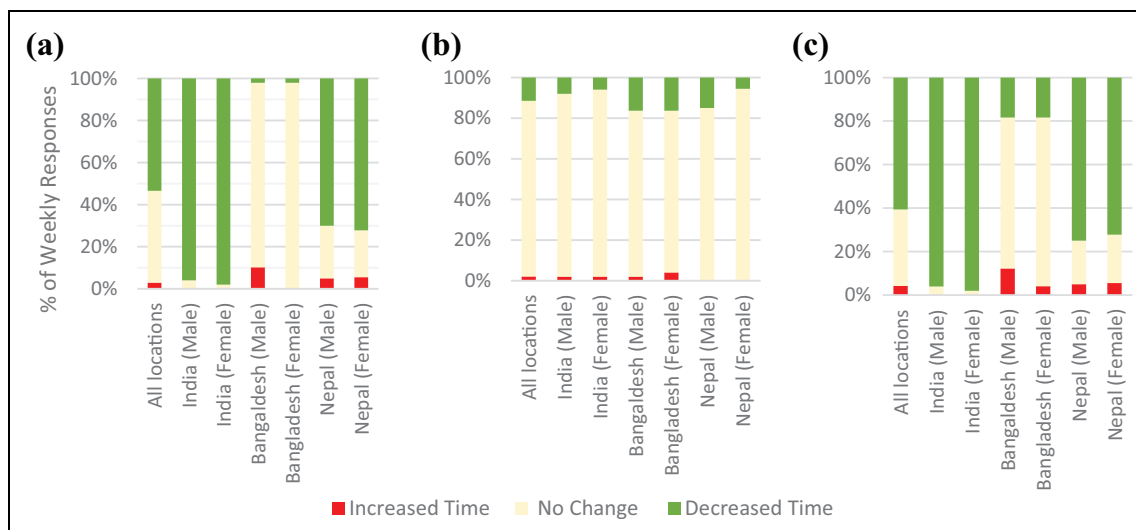 (a)
100%
80%
60%
40%
20%
0%
% of Weekly Responses
All locations
India (Male)
India (Female)
Bangaldesh (Male)
Bangladesh (Female)
Nepal (Male)
Nepal (Female)
(b)
100%
80%
60%
40%
20%
0%
All locations
India (Male)
India (Female)
Bangaldesh (Male)
Bangladesh (Female)
Nepal (Male)
Nepal (Female)
(c)
100%
80%
60%
40%
20%
0%
All locations
India (Male)
India (Female)
Bangaldesh (Male)
Bangladesh (Female)
Nepal (Male)
Nepal (Female)
Increased Time No Change Decreased Time